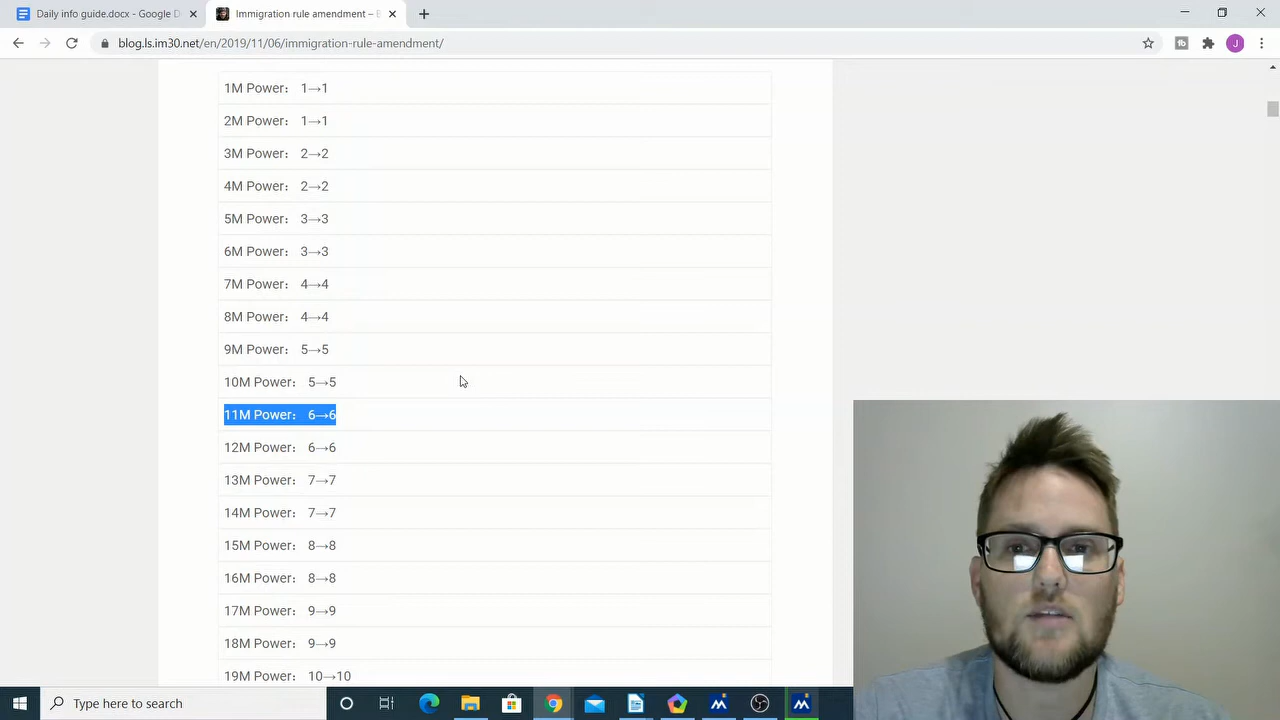 Daily info guide.docx - Google D
Immigration rule amendment – B
blog.ls.im30.net/en/2019/11/06/immigration-rule-amendment/
J
1M Power： 1→1
2M Power： 1→1
3M Power： 2→2
4M Power： 2→2
5M Power： 3→3
6M Power： 3→3
7M Power： 4→4
8M Power： 4→4
9M Power： 5→5
10M Power： 5→5
11M Power： 6→6
12M Power： 6→6
13M Power： 7→7
14M Power： 7→7
15M Power： 8→8
16M Power： 8→8
17M Power： 9→9
18M Power： 9→9
19M Power： 10→10
Type here to search